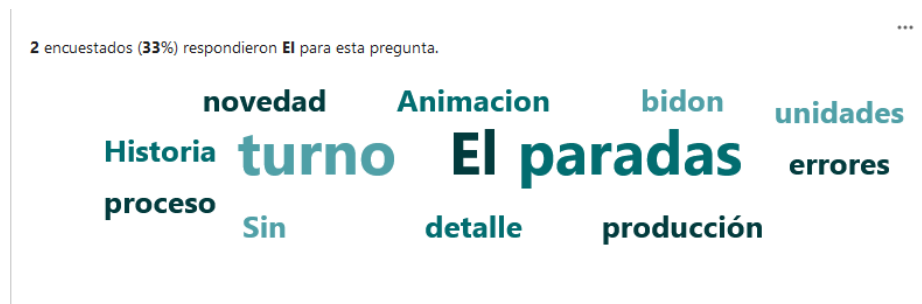 2 encuestados (33%) respondieron El para esta pregunta.
novedad Animacion bidon unidades
Historia turno El paradas errores
proceso
Sin detalle producción